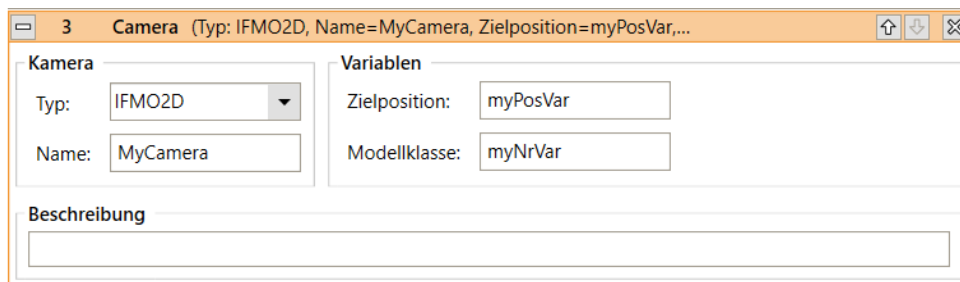 3 Camera (Typ: IFMO2D, Name=MyCamera, Zielposition=myPosVar,...
Kamera
Typ: IFMO2D
Name: MyCamera
Variablen
Zielposition: myPosVar
Modellklasse: myNrVar
Beschreibung